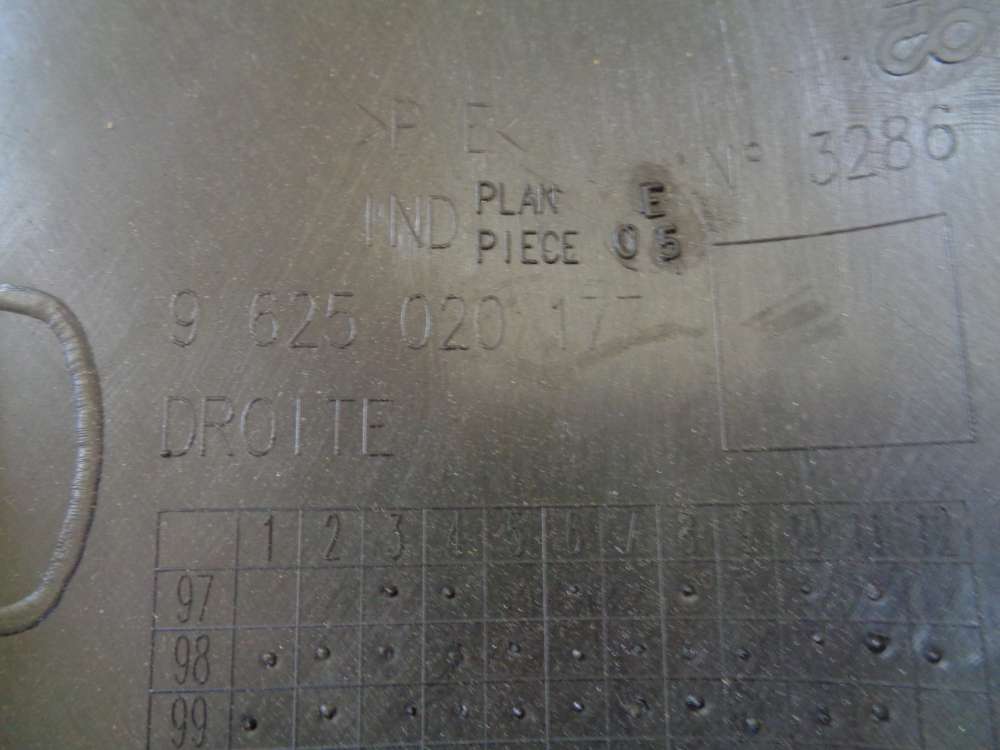 >P E<
N° 3286
IND PLAN E
PIECE 05
9 625 020 177
DROITE
1 2 3 4 5 6 7 8 9 10 11 12
97
98
99